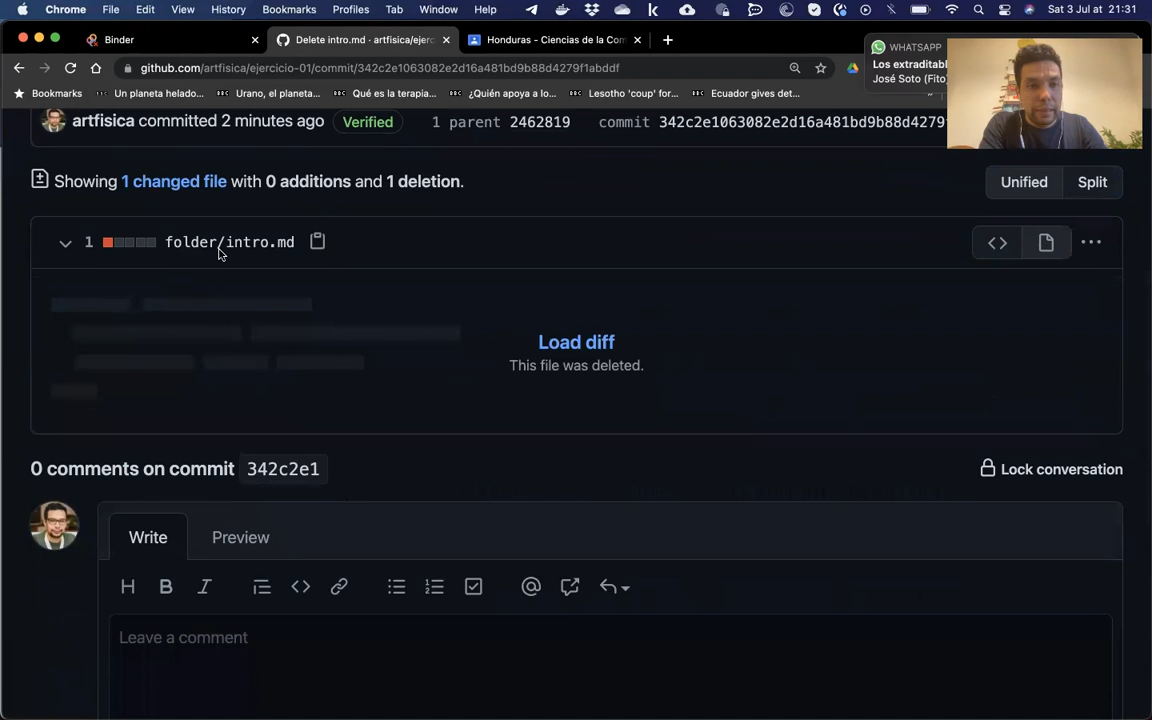 Chrome File Edit View History Bookmarks Profiles Tab Window Help Sat 3 Jul at 21:31
Binder
Delete intro.md · artfisica/ejerc
Honduras - Ciencias de la Com
WHATSAPP
Los extraditabl
José Soto (Fito)
github.com/artfisica/ejercicio-01/commit/342c2e1063082e2d16a481bd9b88d4279f1abddf
Bookmarks Un planeta helado... Urano, el planeta... Qué es la terapia... ¿Quién apoya a lo... Lesotho 'coup' for... Ecuador gives det...
artfisica committed 2 minutes ago Verified 1 parent 2462819 commit 342c2e1063082e2d16a481bd9b88d4279
Showing 1 changed file with 0 additions and 1 deletion.
Unified Split
1 folder/intro.md
Load diff
This file was deleted.
0 comments on commit 342c2e1
Lock conversation
Write Preview
Leave a comment